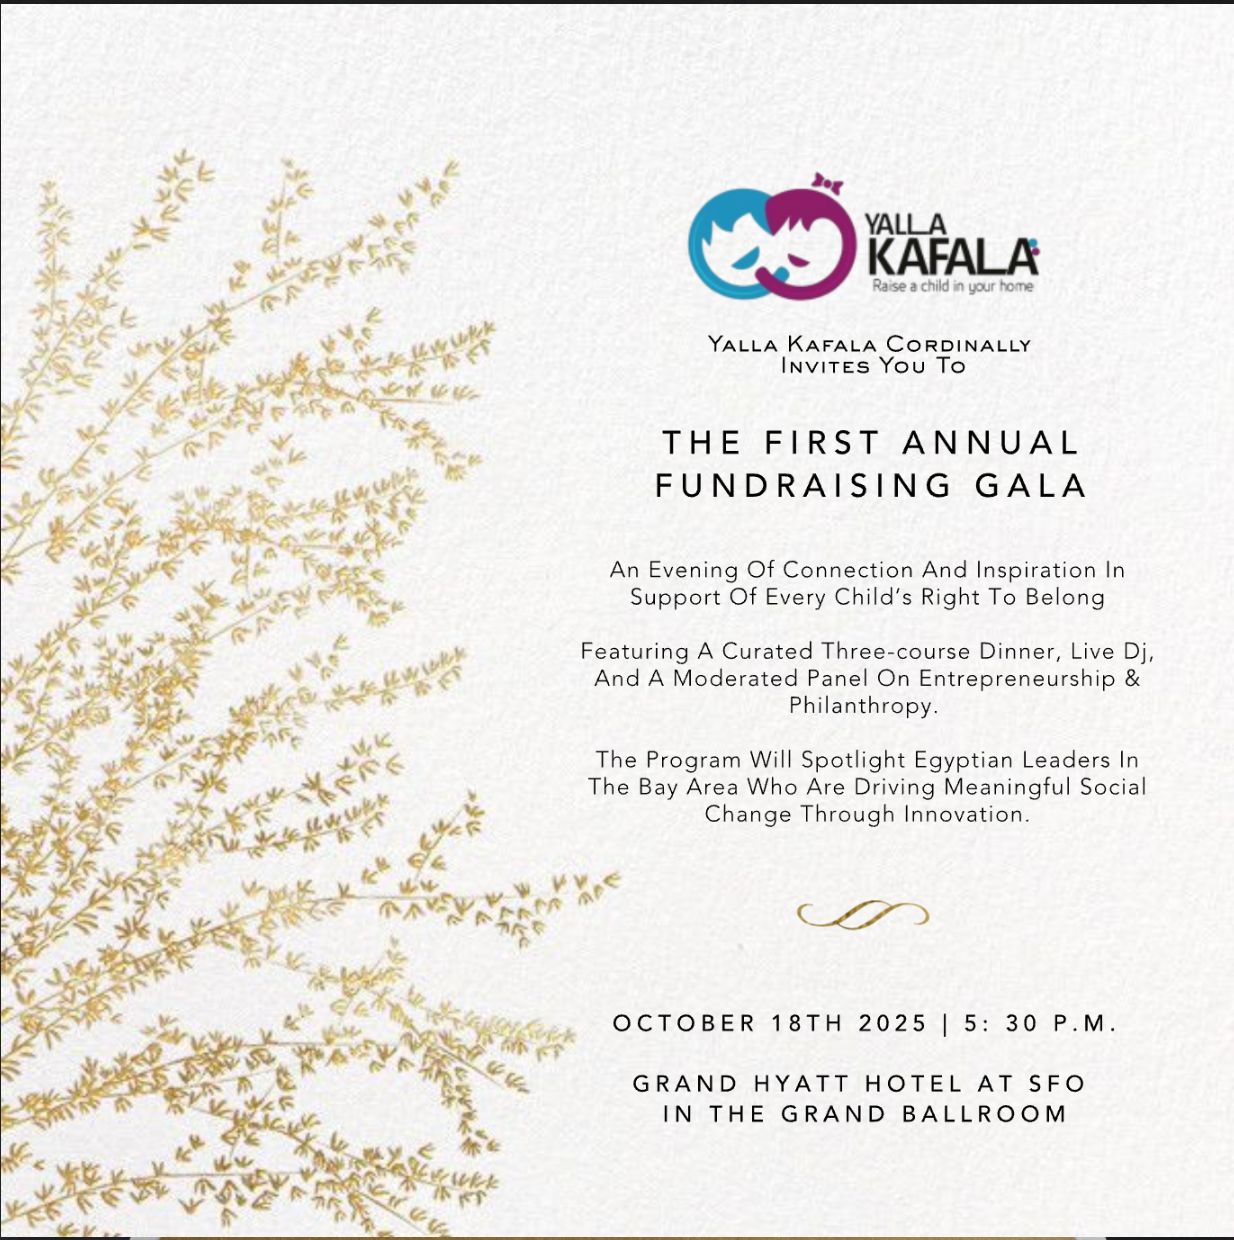 YALLA
KAFALA
Raise a child in your home
Yalla Kafala Cordinally
Invites You To
THE FIRST ANNUAL
FUNDRAISING GALA
An Evening Of Connection And Inspiration In
Support Of Every Child’s Right To Belong
Featuring A Curated Three-course Dinner, Live Dj,
And A Moderated Panel On Entrepreneurship &
Philanthropy.
The Program Will Spotlight Egyptian Leaders In
The Bay Area Who Are Driving Meaningful Social
Change Through Innovation.
OCTOBER 18TH 2025 | 5: 30 P.M.
GRAND HYATT HOTEL AT SFO
IN THE GRAND BALLROOM